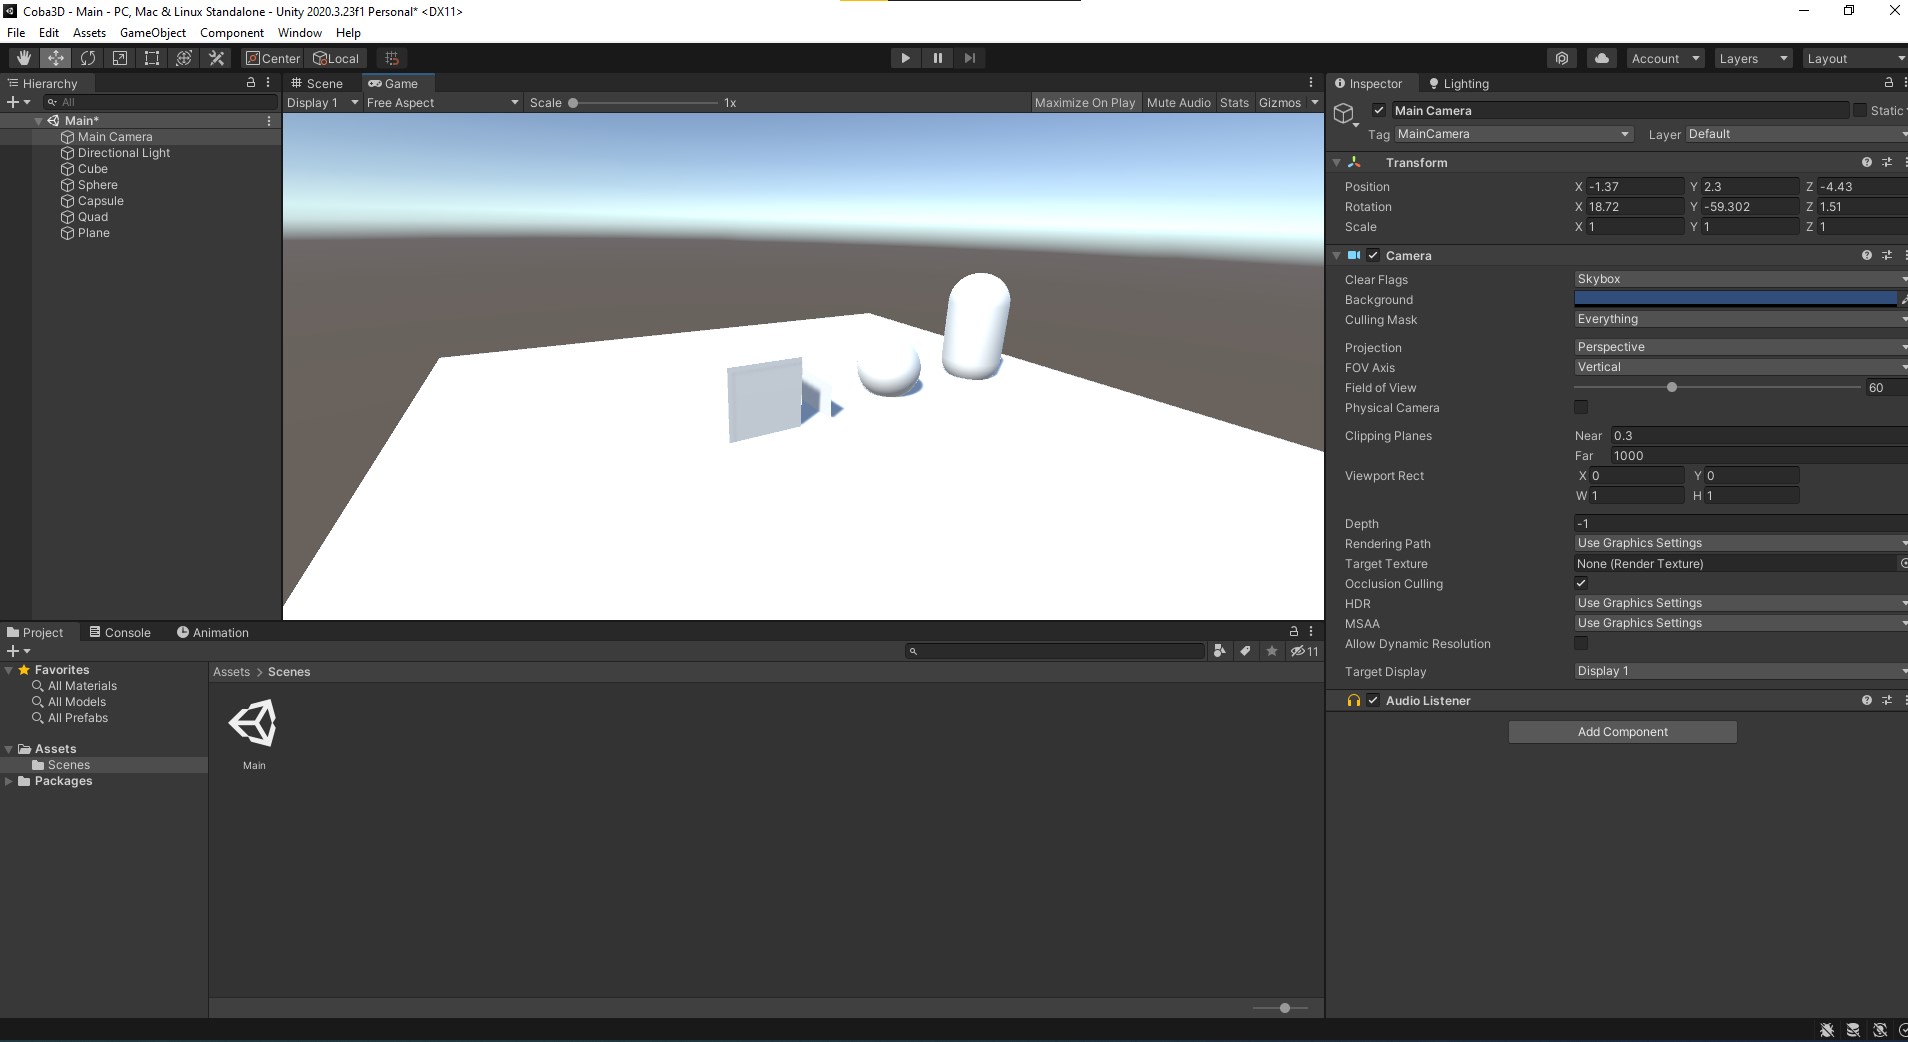 Coba3D - Main - PC, Mac & Linux Standalone - Unity 2020.3.23f1 Personal* <DX11>
File Edit Assets GameObject Component Window Help
Center Local Account Layers Layout
Hierarchy
All
Main*
Main Camera
Directional Light
Cube
Sphere
Capsule
Quad
Plane
Scene Game
Display 1 Free Aspect Scale 1x Maximize On Play Mute Audio Stats Gizmos
Inspector Lighting
Main Camera Static
Tag MainCamera Layer Default
Transform
Position X -1.37 Y 2.3 Z -4.43
Rotation X 18.72 Y -59.302 Z 1.51
Scale X 1 Y 1 Z 1
Camera
Clear Flags Skybox
Background
Culling Mask Everything
Projection Perspective
FOV Axis Vertical
Field of View 60
Physical Camera
Clipping Planes Near 0.3
Far 1000
Viewport Rect X 0 Y 0
W 1 H 1
Depth -1
Rendering Path Use Graphics Settings
Target Texture None (Render Texture)
Occlusion Culling
HDR Use Graphics Settings
MSAA Use Graphics Settings
Allow Dynamic Resolution
Target Display Display 1
Audio Listener
Add Component
Project Console Animation
11
Favorites
All Materials
All Models
All Prefabs
Assets
Scenes
Packages
Assets > Scenes
Main